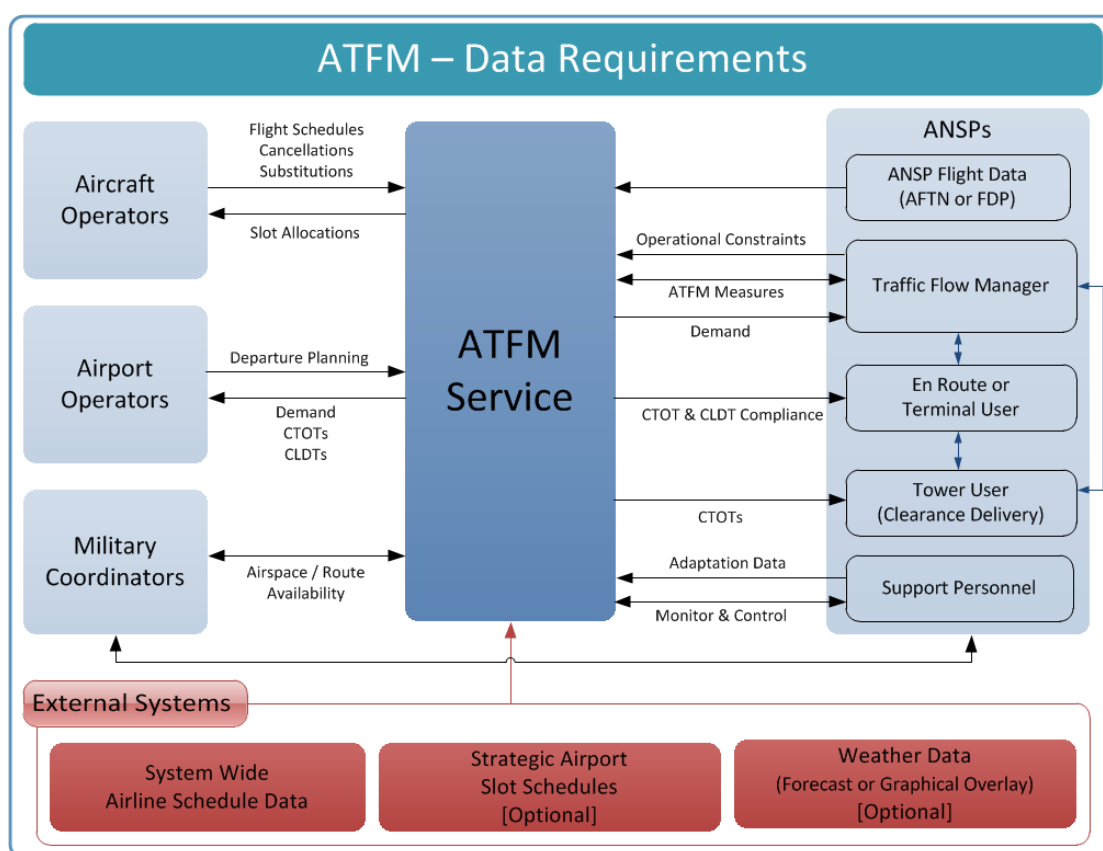 ATFM – Data Requirements
Aircraft
Operators
Flight Schedules
Cancellations
Substitutions
Slot Allocations
Airport
Operators
Departure Planning
Demand
CTOTs
CLDTs
Military
Coordinators
Airspace / Route
Availability
ATFM
Service
ANSPs
ANSP Flight Data
(AFTN or FDP)
Operational Constraints
ATFM Measures
Demand
Traffic Flow Manager
CTOT & CLDT Compliance
En Route or
Terminal User
CTOTs
Tower User
(Clearance Delivery)
Adaptation Data
Monitor & Control
Support Personnel
External Systems
System Wide
Airline Schedule Data
Strategic Airport
Slot Schedules
[Optional]
Weather Data
(Forecast or Graphical Overlay)
[Optional]